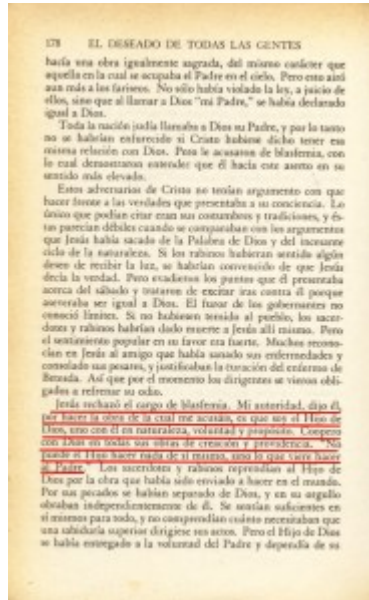 178 EL DESEADO DE TODAS LAS GENTES
hacía una obra igualmente sagrada, del mismo carácter que
aquella en la cual se ocupaba el Padre en el cielo. Pero esto airó
aun más a los fariseos. No sólo había violado la ley, a juicio de
ellos, sino que al llamar a Dios "mi Padre," se había declarado
igual a Dios.
Toda la nación judía llamaba a Dios su Padre, y por lo tanto
no se habrían enfurecido si Cristo hubiese dicho tener esa
misma relación con Dios. Pero le acusaron de blasfemia, con
lo cual demostraron entender que él hacía este aserto en su
sentido más elevado.
Estos adversarios de Cristo no tenían argumento con que
hacer frente a las verdades que presentaba a su conciencia. Lo
único que podían citar eran sus costumbres y tradiciones, y és-
tas parecían débiles cuando se comparaban con los argumentos
que Jesús había sacado de la Palabra de Dios y del incesante
ciclo de la naturaleza. Si los rabinos hubieran sentido algún
deseo de recibir la luz, se habrían convencido de que Jesús
decía la verdad. Pero evadieron los puntos que él presentaba
acerca del sábado y trataron de excitar iras contra él porque
aseveraba ser igual a Dios. El furor de los gobernantes no
conoció límites. Si no hubiesen temido al pueblo, los sacer-
dotes y rabinos habrían dado muerte a Jesús allí mismo. Pero
el sentimiento popular en su favor era fuerte. Muchos recono-
cían en Jesús al amigo que había sanado sus enfermedades y
consolado sus pesares, y justificaban la curación del enfermo de
Betesda. Así que por el momento los dirigentes se vieron obli-
gados a refrenar su odio.
Jesús rechazó el cargo de blasfemia. Mi autoridad, dijo él,
por hacer la obra de la cual me acusáis, es que soy el Hijo de
Dios, uno con él en naturaleza, voluntad y propósito. Coopero
con Dios en todas sus obras de creación y providencia. "No
puede el Hijo hacer nada de sí mismo, sino lo que viere hacer
al Padre." Los sacerdotes y rabinos reprendían al Hijo de
Dios por la obra que había sido enviado a hacer en el mundo.
Por sus pecados se habían separado de Dios, y en su orgullo
obraban independientemente de él. Se sentían suficientes en
sí mismos para todo, y no comprendían cuánto necesitaban que
una sabiduría superior dirigiese sus actos. Pero el Hijo de Dios
se había entregado a la voluntad del Padre y dependía de su